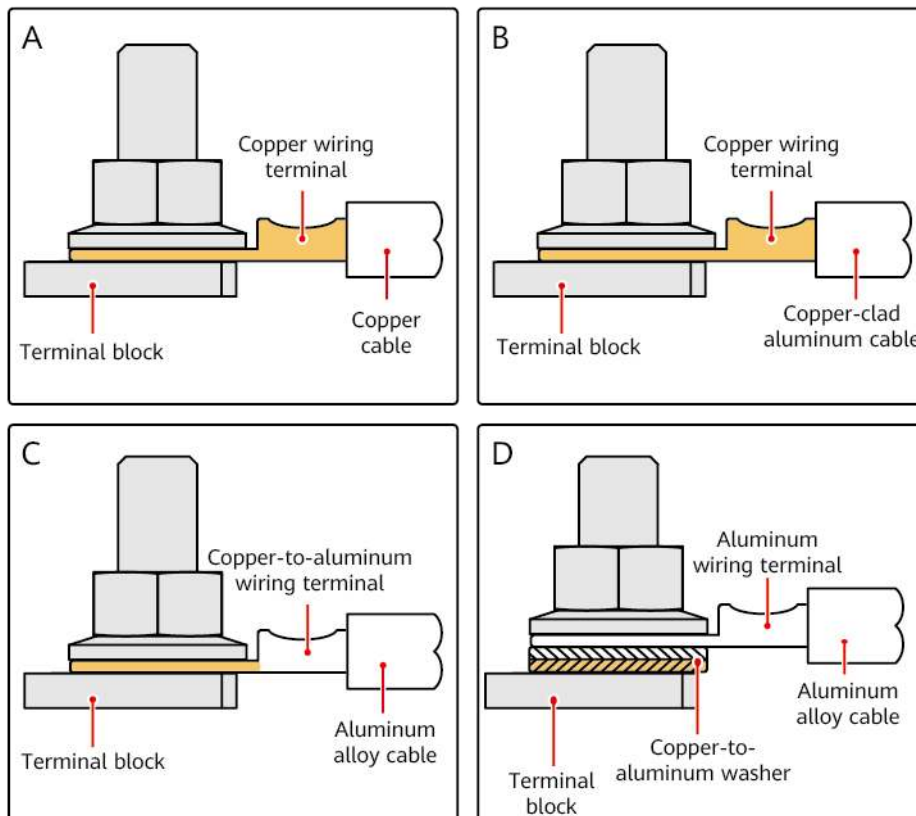 A
Copper wiring
terminal
Copper
cable
Terminal block
B
Copper wiring
terminal
Copper-clad
aluminum cable
Terminal block
C
Copper-to-aluminum
wiring terminal
Aluminum
alloy cable
Terminal block
D
Aluminum
wiring terminal
Aluminum
alloy cable
Copper-to-
aluminum washer
Terminal
block